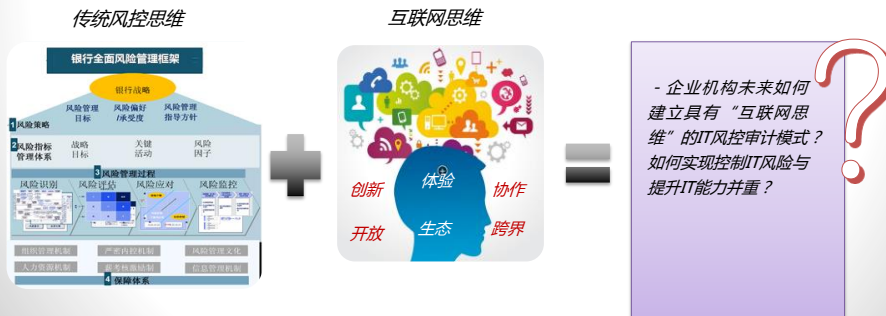 传统风控思维
互联网思维
银行全面风险管理框架
银行战略
风险管理 风险偏好 风险管理
目标 /承受度 指导方针
1 风险策略
2 风险指标 战略 关键 风险
管理体系 目标 活动 因子
3 风险管理过程
风险识别 风险评估 风险应对 风险监控
组织管理机制 严密内控机制 风险管理文化
人力资源机制 薪考核激励制 信息管理机制
4 保障体系
创新 体验 协作
开放 生态 跨界
- 企业机构未来如何
建立具有“互联网思
维”的IT风控审计模式？
如何实现控制IT风险与
提升IT能力并重？
?